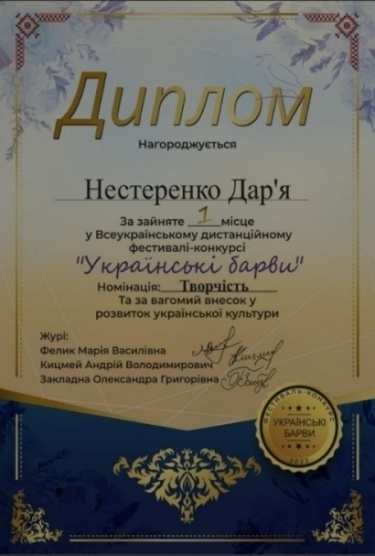 Диплом
Нагороджується
Нестеренко Дар'я
За зайняте 1 місце
у Всеукраїнському дистанційному
фестивалі-конкурсі
"Українські барви"
Номінація: Творчість
Та за вагомий внесок у
розвиток української культури
Журі:
Фелик Марія Василівна
Кицмей Андрій Володимирович
Закладна Олександра Григорівна
ФЕСТИВАЛЬ-КОНКУРС
УКРАЇНСЬКІ
БАРВИ
2022